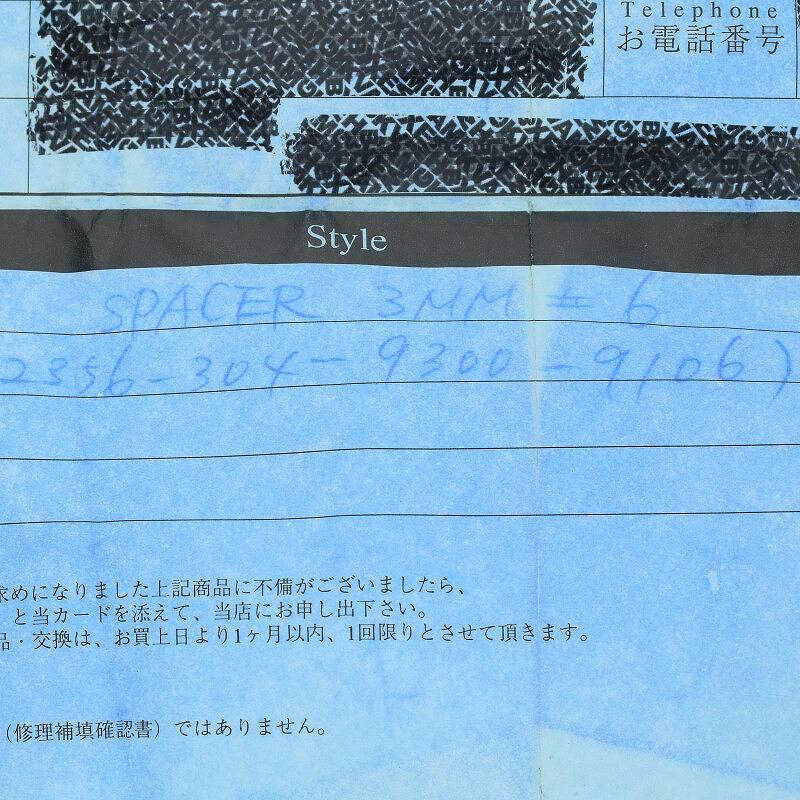 Telephone
お電話番号
Style
SPACER 3MM # 6
2356-304-9300-9106)
求めになりました上記商品に不備がございましたら、
）と当カードを添えて、当店にお申し出下さい。
品・交換は、お買上日より1ヶ月以内、1回限りとさせて頂きます。
（修理補填確認書）ではありません。